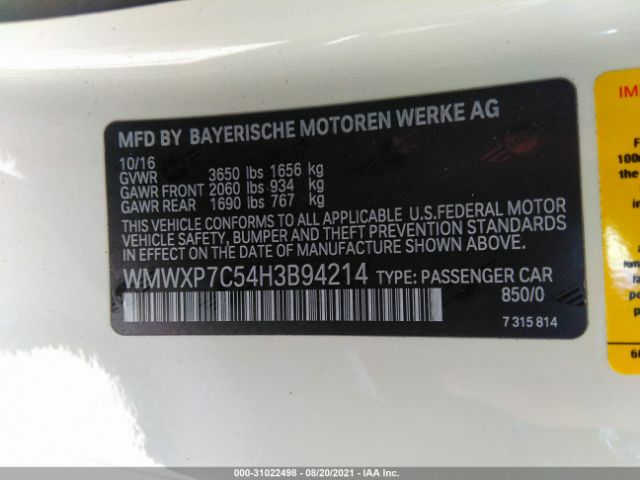 MFD BY BAYERISCHE MOTOREN WERKE AG
10/16
GVWR 3650 lbs 1656 kg
GAWR FRONT 2060 lbs 934 kg
GAWR REAR 1690 lbs 767 kg
THIS VEHICLE CONFORMS TO ALL APPLICABLE U.S.FEDERAL MOTOR
VEHICLE SAFETY, BUMPER AND THEFT PREVENTION STANDARDS
IN EFFECT ON THE DATE OF MANUFACTURE SHOWN ABOVE.
WMWXP7C54H3B94214 TYPE: PASSENGER CAR
850/0
7 315 814
the
000-31022498 - 08/20/2021 - IAA Inc.